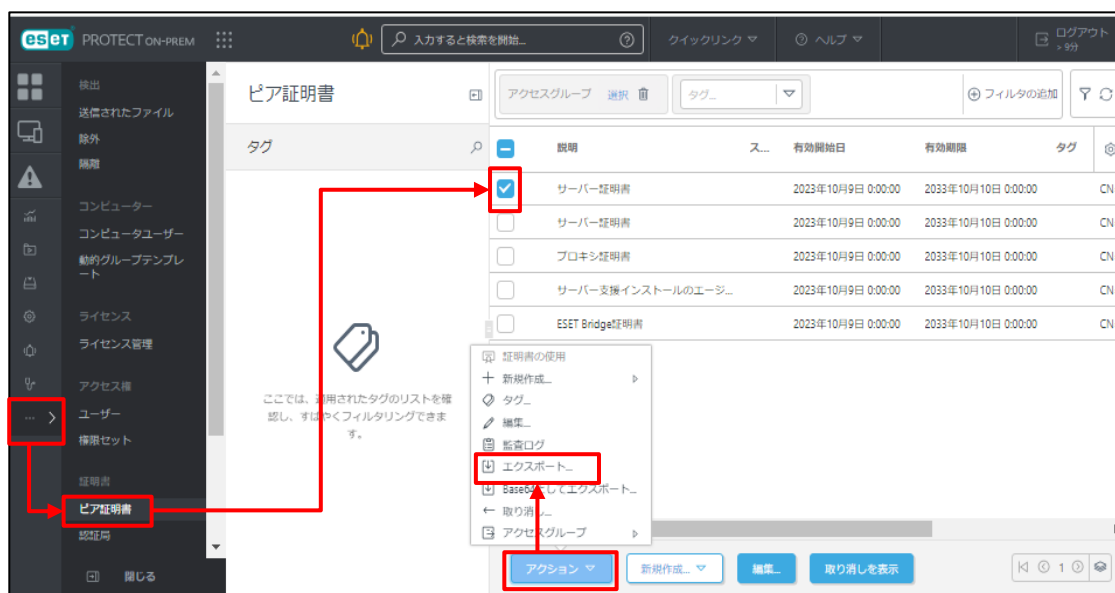 eset PROTECT ON-PREM
入力すると検索を開始...
クイックリンク
ヘルプ
ログアウト
> 9分
検出
送信されたファイル
除外
隔離
コンピューター
コンピュータユーザー
動的グループテンプレ
ート
ライセンス
ライセンス管理
アクセス権
ユーザー
権限セット
証明書
ピア証明書
認証局
閉じる
ピア証明書
タグ
ここでは、適用されたタグのリストを確
認し、すばやくフィルタリングできま
す。
アクセスグループ 選択
タグ...
フィルタの追加
説明 ス... 有効開始日 有効期限 タグ
サーバー証明書 2023年10月9日 0:00:00 2033年10月10日 0:00:00 CN
サーバー証明書 2023年10月9日 0:00:00 2033年10月10日 0:00:00 CN
プロキシ証明書 2023年10月9日 0:00:00 2033年10月10日 0:00:00 CN
サーバー支援インストールのエージ... 2023年10月9日 0:00:00 2033年10月10日 0:00:00 CN
ESET Bridge証明書 2023年10月9日 0:00:00 2033年10月10日 0:00:00 CN
証明書の使用
新規作成...
タグ...
編集...
監査ログ
エクスポート...
Base64としてエクスポート...
取り消し...
アクセスグループ
アクション
新規作成...
編集...
取り消しを表示
1